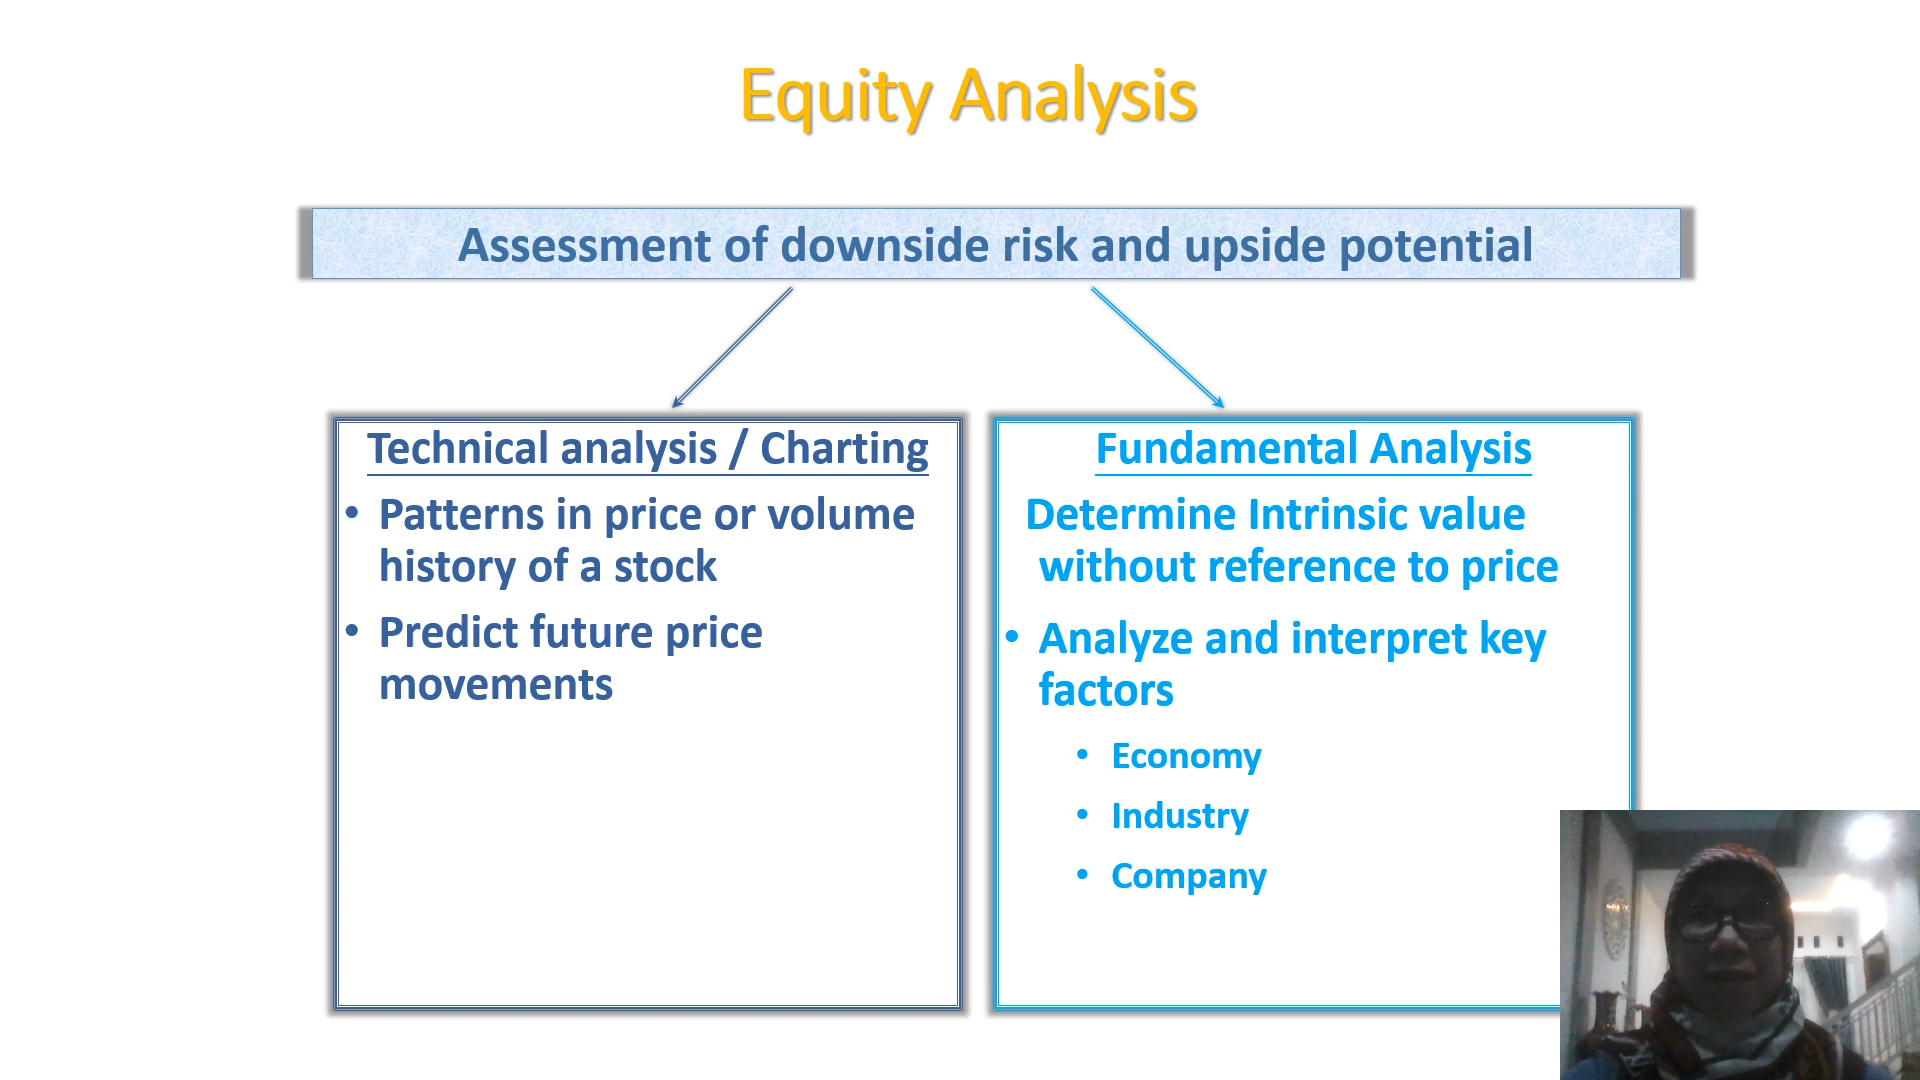 Equity Analysis
Assessment of downside risk and upside potential
Technical analysis / Charting
• Patterns in price or volume
history of a stock
• Predict future price
movements
Fundamental Analysis
Determine Intrinsic value
without reference to price
• Analyze and interpret key
factors
• Economy
• Industry
• Company